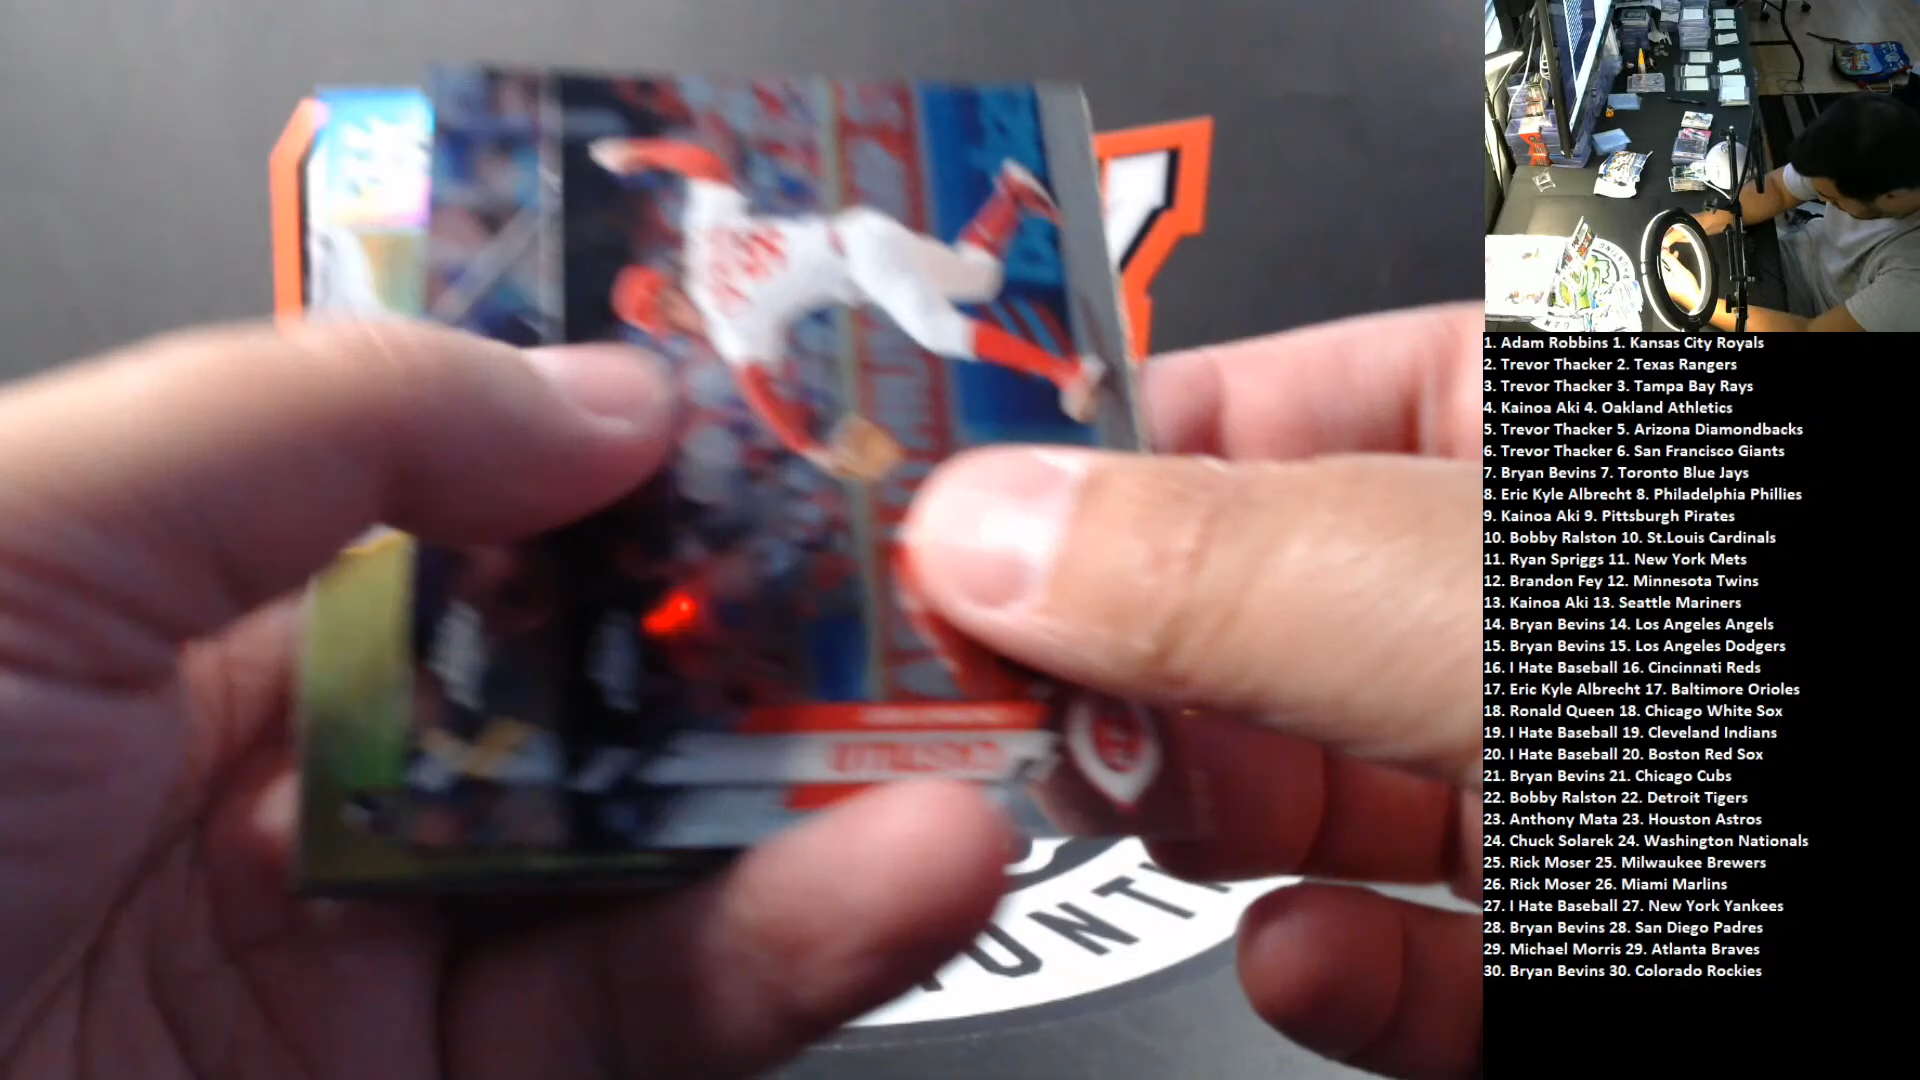 1. Adam Robbins 1. Kansas City Royals
2. Trevor Thacker 2. Texas Rangers
3. Trevor Thacker 3. Tampa Bay Rays
4. Kainoa Aki 4. Oakland Athletics
5. Trevor Thacker 5. Arizona Diamondbacks
6. Trevor Thacker 6. San Francisco Giants
7. Bryan Bevins 7. Toronto Blue Jays
8. Eric Kyle Albrecht 8. Philadelphia Phillies
9. Kainoa Aki 9. Pittsburgh Pirates
10. Bobby Ralston 10. St.Louis Cardinals
11. Ryan Spriggs 11. New York Mets
12. Brandon Fey 12. Minnesota Twins
13. Kainoa Aki 13. Seattle Mariners
14. Bryan Bevins 14. Los Angeles Angels
15. Bryan Bevins 15. Los Angeles Dodgers
16. I Hate Baseball 16. Cincinnati Reds
17. Eric Kyle Albrecht 17. Baltimore Orioles
18. Ronald Queen 18. Chicago White Sox
19. I Hate Baseball 19. Cleveland Indians
20. I Hate Baseball 20. Boston Red Sox
21. Bryan Bevins 21. Chicago Cubs
22. Bobby Ralston 22. Detroit Tigers
23. Anthony Mata 23. Houston Astros
24. Chuck Solarek 24. Washington Nationals
25. Rick Moser 25. Milwaukee Brewers
26. Rick Moser 26. Miami Marlins
27. I Hate Baseball 27. New York Yankees
28. Bryan Bevins 28. San Diego Padres
29. Michael Morris 29. Atlanta Braves
30. Bryan Bevins 30. Colorado Rockies